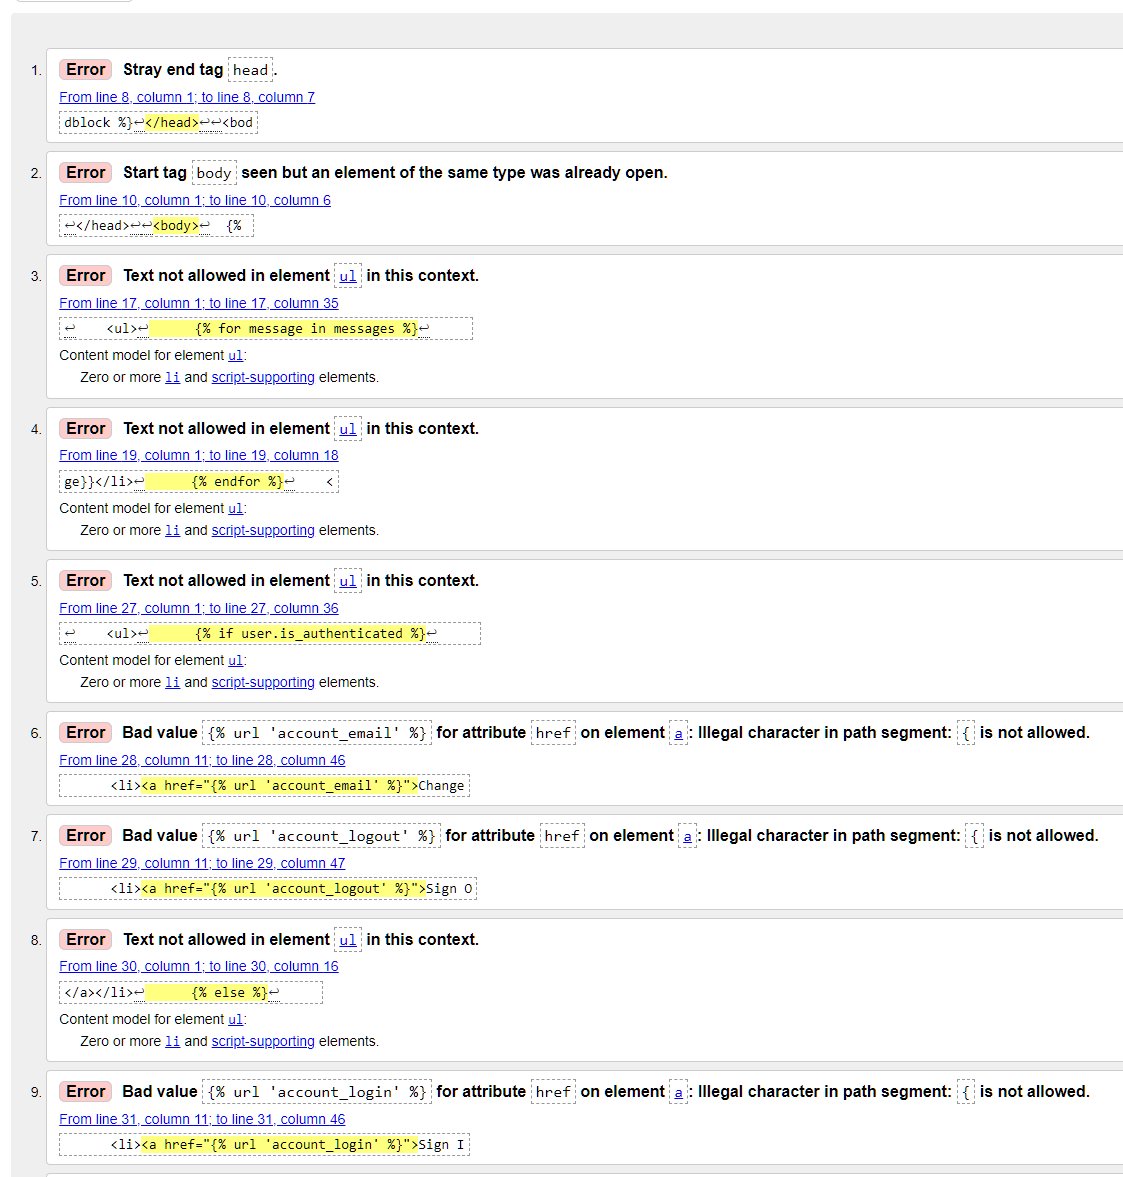 1. Error Stray end tag head.
From line 8, column 1; to line 8, column 7
dblock %}↩</head>↩↩<bod
2. Error Start tag body seen but an element of the same type was already open.
From line 10, column 1; to line 10, column 6
↩</head>↩↩<body>↩  {%
3. Error Text not allowed in element ul in this context.
From line 17, column 1; to line 17, column 35
↩    <ul>↩      {% for message in messages %}↩
Content model for element ul:
Zero or more li and script-supporting elements.
4. Error Text not allowed in element ul in this context.
From line 19, column 1; to line 19, column 18
ge}}</li>↩      {% endfor %}↩    <
Content model for element ul:
Zero or more li and script-supporting elements.
5. Error Text not allowed in element ul in this context.
From line 27, column 1; to line 27, column 36
↩    <ul>↩      {% if user.is_authenticated %}↩
Content model for element ul:
Zero or more li and script-supporting elements.
6. Error Bad value {% url 'account_email' %} for attribute href on element a: Illegal character in path segment: { is not allowed.
From line 28, column 11; to line 28, column 46
<li><a href="{% url 'account_email' %}">Change
7. Error Bad value {% url 'account_logout' %} for attribute href on element a: Illegal character in path segment: { is not allowed.
From line 29, column 11; to line 29, column 47
<li><a href="{% url 'account_logout' %}">Sign O
8. Error Text not allowed in element ul in this context.
From line 30, column 1; to line 30, column 16
</a></li>↩      {% else %}↩
Content model for element ul:
Zero or more li and script-supporting elements.
9. Error Bad value {% url 'account_login' %} for attribute href on element a: Illegal character in path segment: { is not allowed.
From line 31, column 11; to line 31, column 46
<li><a href="{% url 'account_login' %}">Sign I